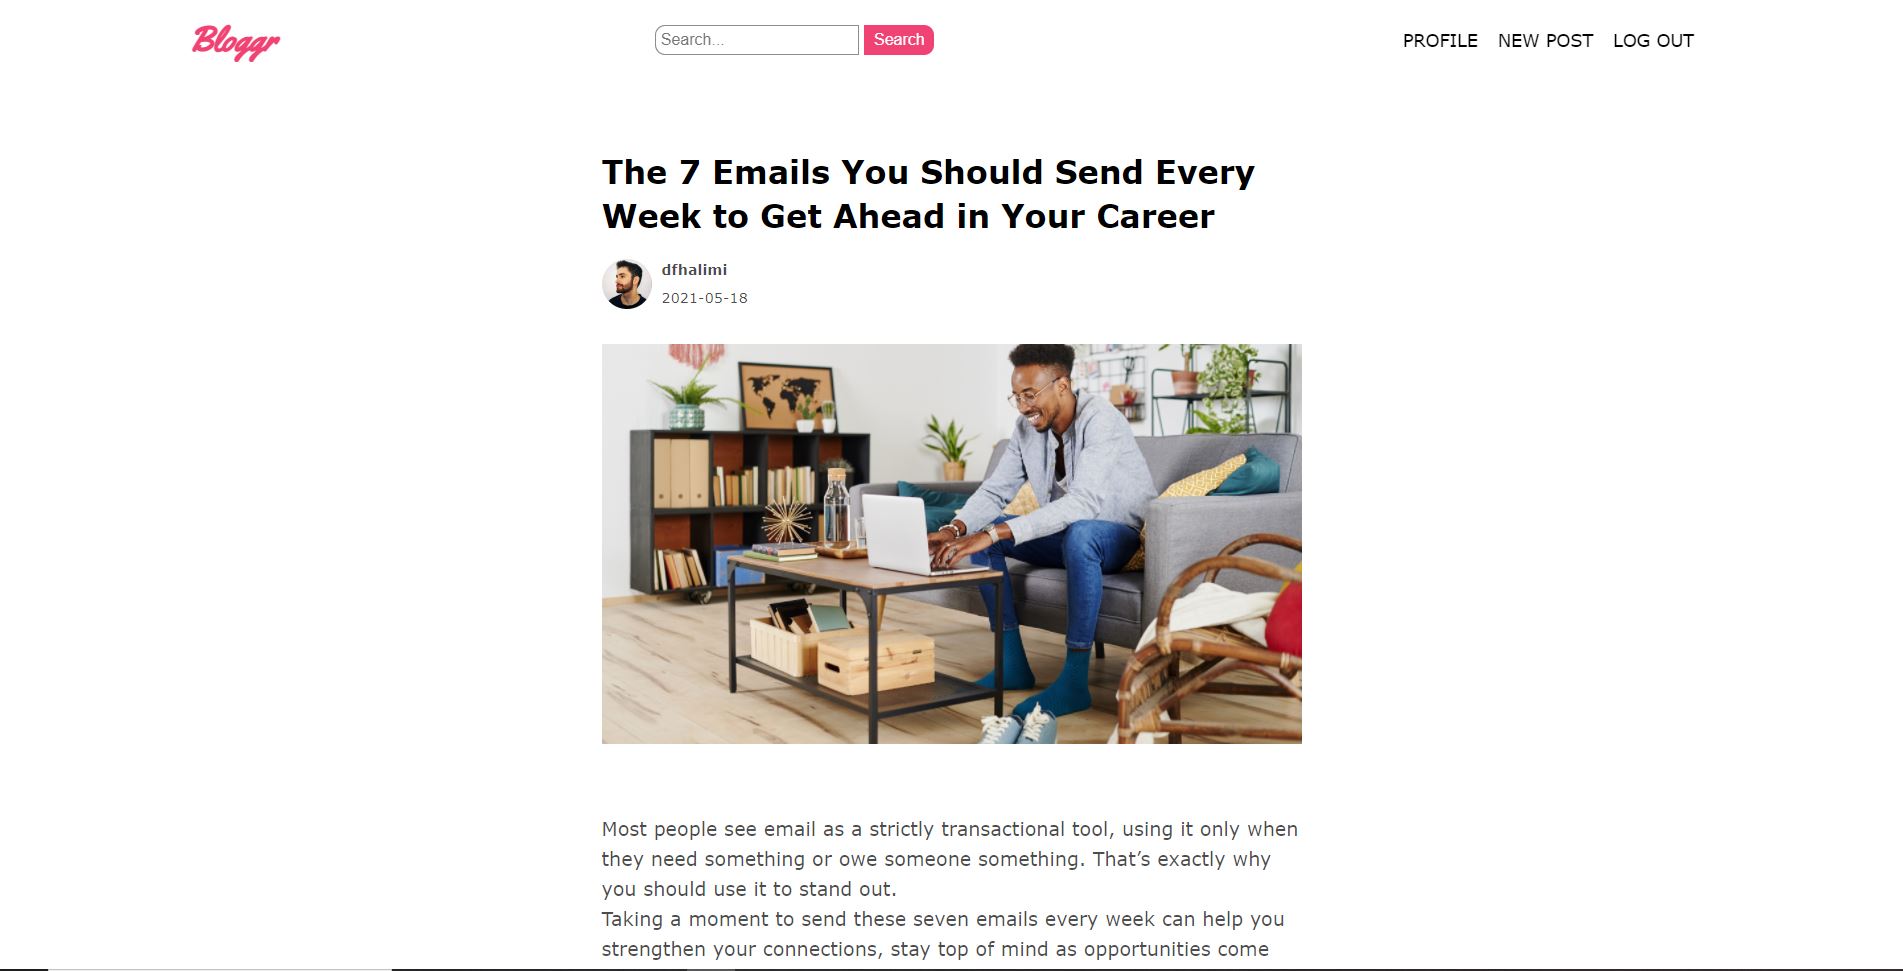 Bloggr
Search...
Search
PROFILE NEW POST LOG OUT
The 7 Emails You Should Send Every
Week to Get Ahead in Your Career
dfhalimi
2021-05-18
Most people see email as a strictly transactional tool, using it only when
they need something or owe someone something. That’s exactly why
you should use it to stand out.
Taking a moment to send these seven emails every week can help you
strengthen your connections, stay top of mind as opportunities come